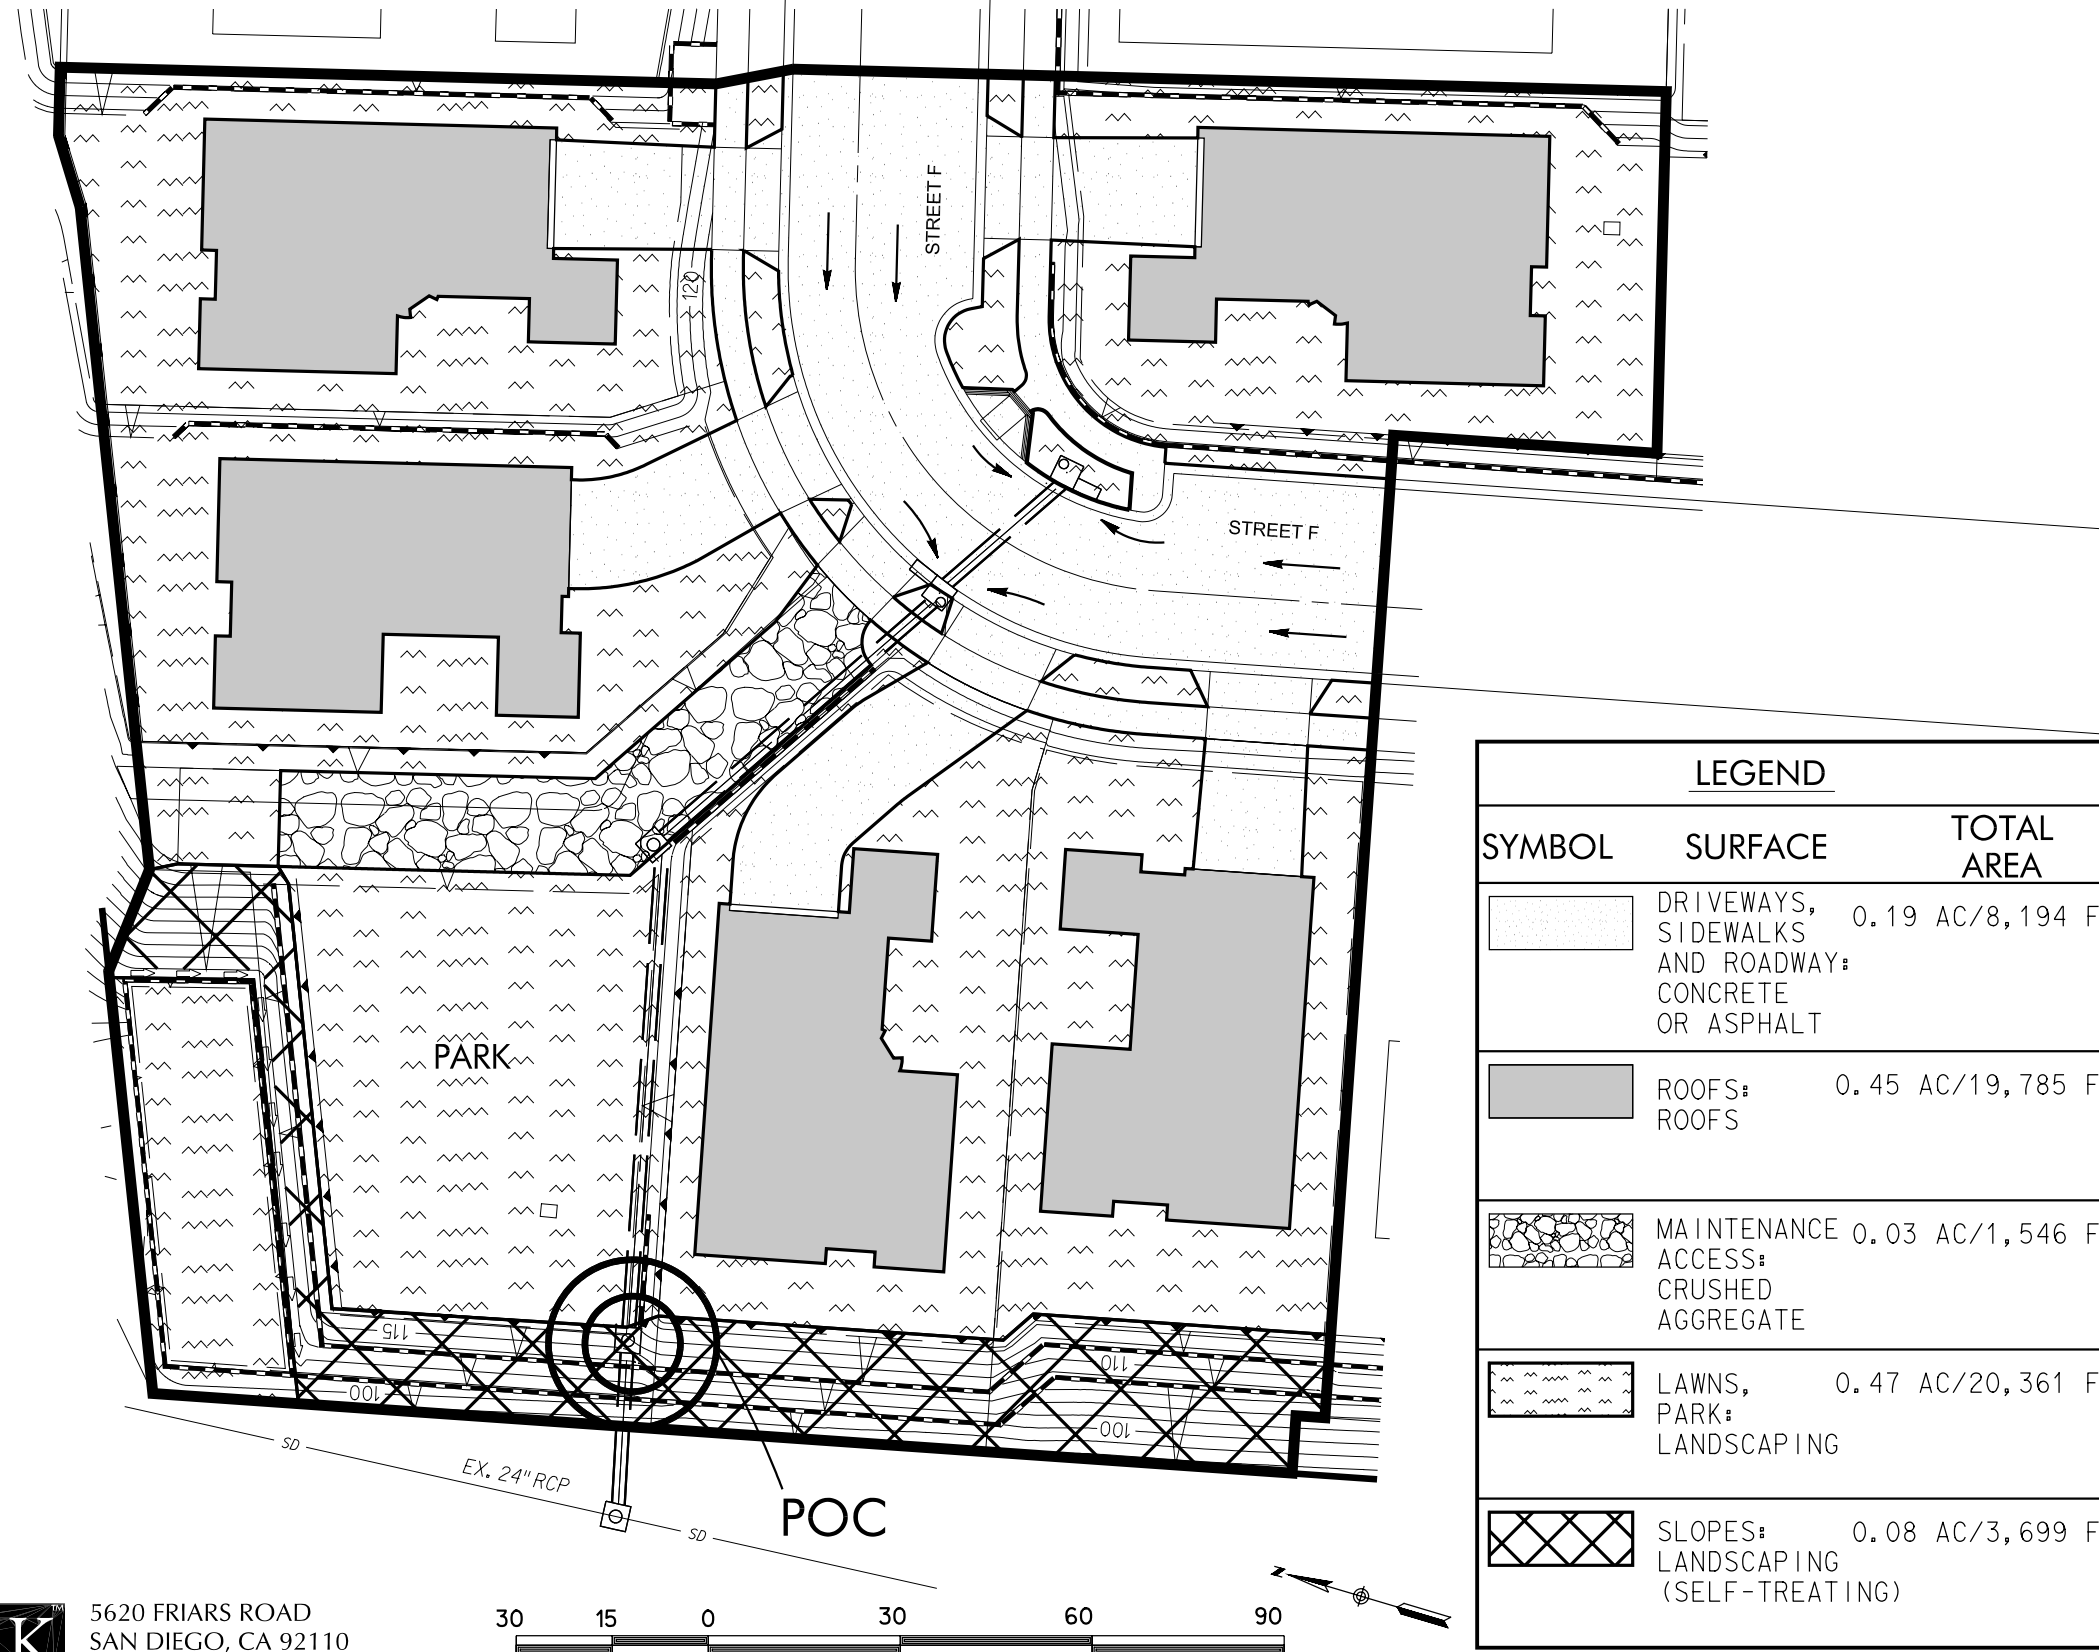 STREET F
120
STREET F
PARK
115
110
100
100
SD
EX. 24" RCP
SD
POC
LEGEND
SYMBOL SURFACE TOTAL AREA
DRIVEWAYS, SIDEWALKS AND ROADWAY: CONCRETE OR ASPHALT 0.19 AC/8,194 F
ROOFS: ROOFS 0.45 AC/19,785 F
MAINTENANCE ACCESS: CRUSHED AGGREGATE 0.03 AC/1,546 F
LAWNS, PARK: LANDSCAPING 0.47 AC/20,361 F
SLOPES: LANDSCAPING (SELF-TREATING) 0.08 AC/3,699 F
N
K TM
5620 FRIARS ROAD
SAN DIEGO, CA 92110
30 15 0 30 60 90